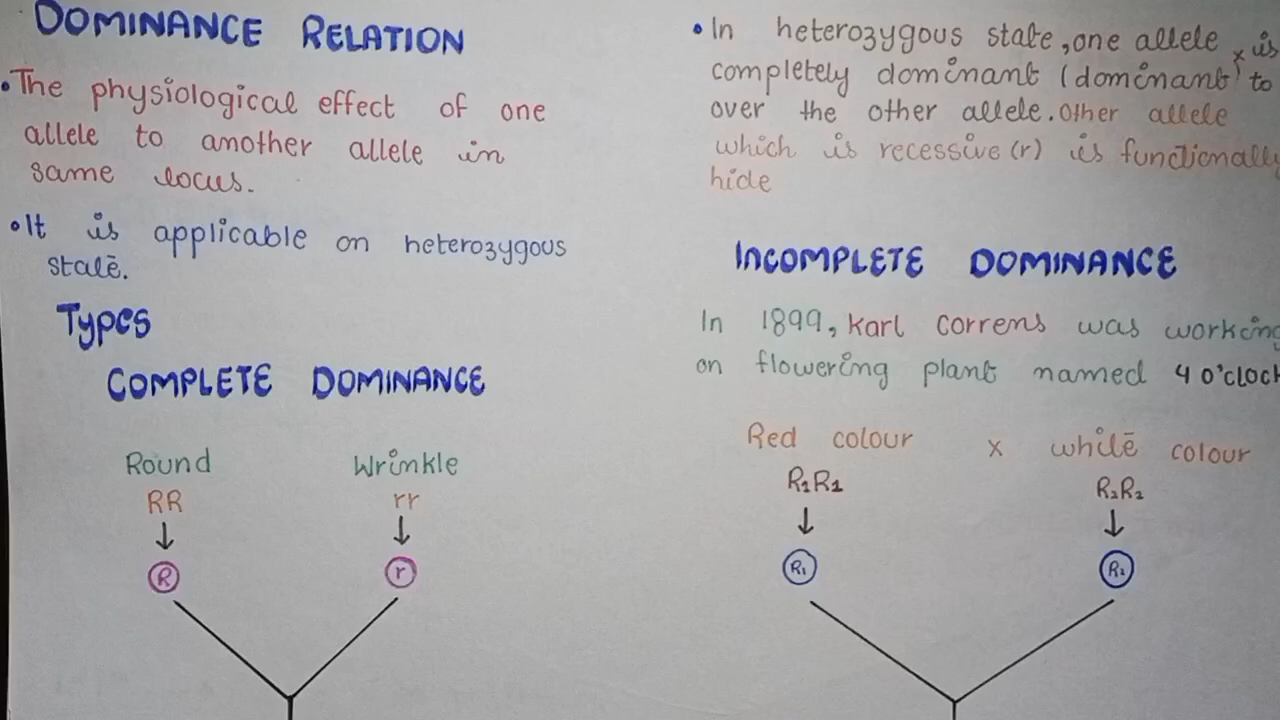 DOMINANCE RELATION
•The physiological effect of one
allele to another allele in
same locus.
•It is applicable on heterozygous
state.
Types
COMPLETE DOMINANCE
Round Wrinkle
RR rr
↓ ↓
R r
• In heterozygous state, one allele x is
completely dominant (dominant) to
over the other allele. Other allele
which is recessive (r) is functionally
hide
INCOMPLETE DOMINANCE
In 1899, Karl Correns was working
on flowering plant named 4 o'clock
Red colour x white colour
R₁R₁ R₂R₂
↓ ↓
R₁ R₂